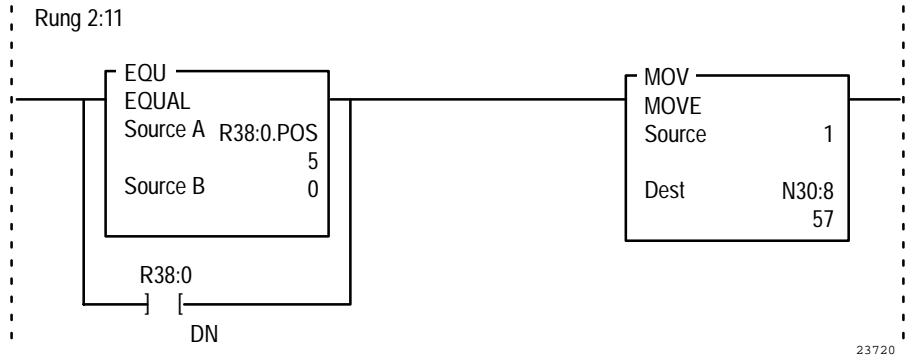 Rung 2:11
EQU
EQUAL
Source A R38:0.POS
5
Source B 0
MOV
MOVE
Source 1
Dest N30:8
57
R38:0
DN
23720